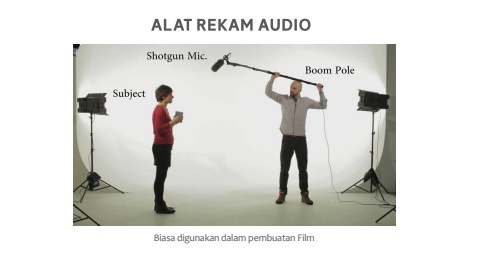 ALAT REKAM AUDIO
Shotgun Mic.
Boom Pole
Subject
Biasa digunakan dalam pembuatan Film